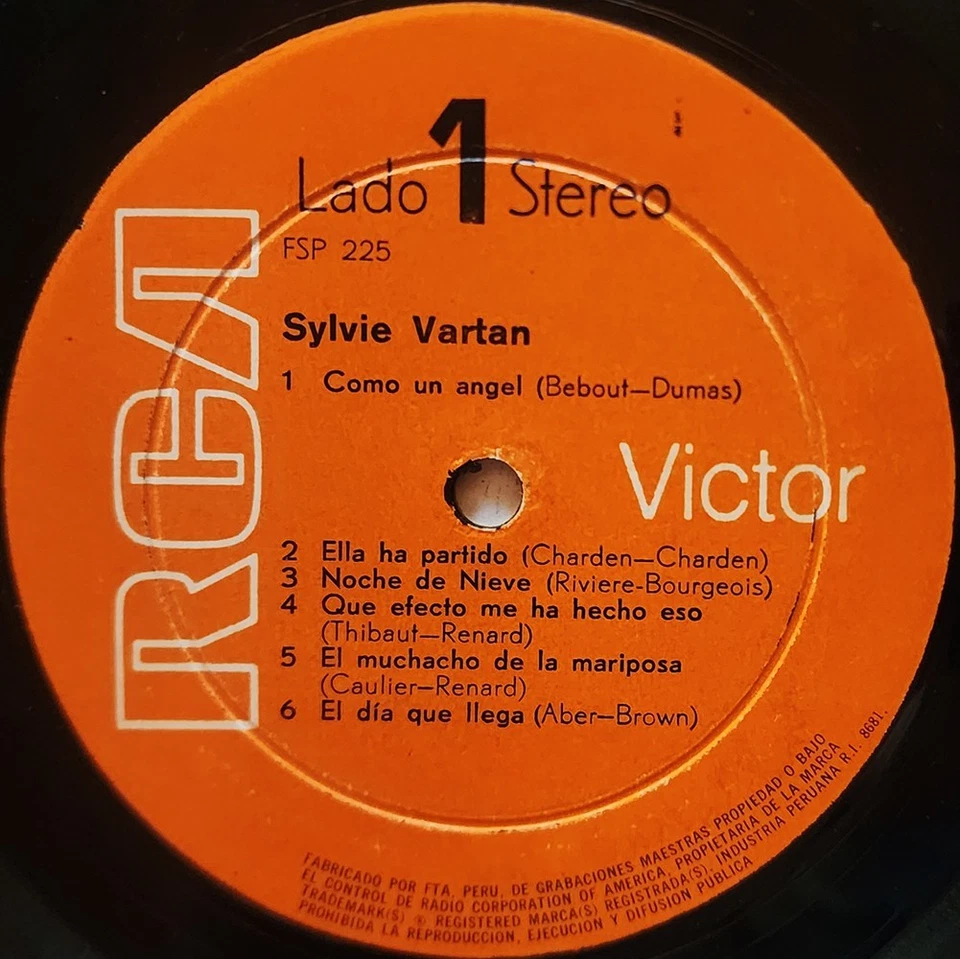 Lado 1 Stereo
FSP 225
Sylvie Vartan
1 Como un angel (Bebout—Dumas)
RCA
Victor
2 Ella ha partido (Charden—Charden)
3 Noche de Nieve (Riviere-Bourgeois)
4 Que efecto me ha hecho eso
(Thibaut—Renard)
5 El muchacho de la mariposa
(Caulier—Renard)
6 El día que llega (Aber—Brown)
FABRICADO POR FTA, PERU, DE GRABACIONES MAESTRAS PROPIEDAD O BAJO
EL CONTROL DE RADIO CORPORATION OF AMERICA, PROPIETARIA DE LA MARCA
TRADEMARK(S) ® REGISTERED MARCA(S) REGISTRADA(S). INDUSTRIA PERUANA R.I. 8681.
PROHIBIDA LA REPRODUCCION, EJECUCION Y DIFUSION PUBLICA